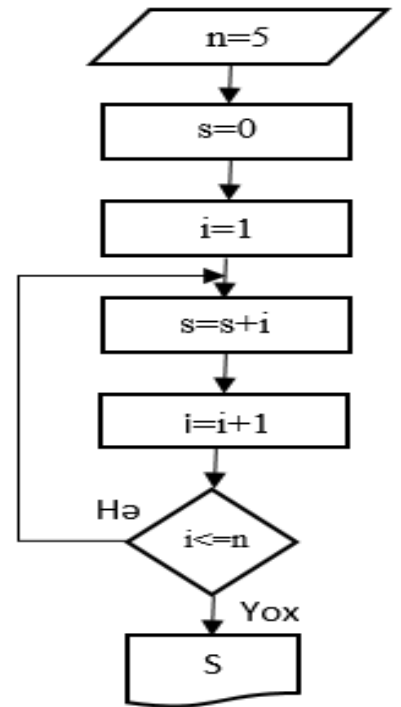 n=5
s=0
i=1
s=s+i
i=i+1
Hə
i<=n
Yox
S